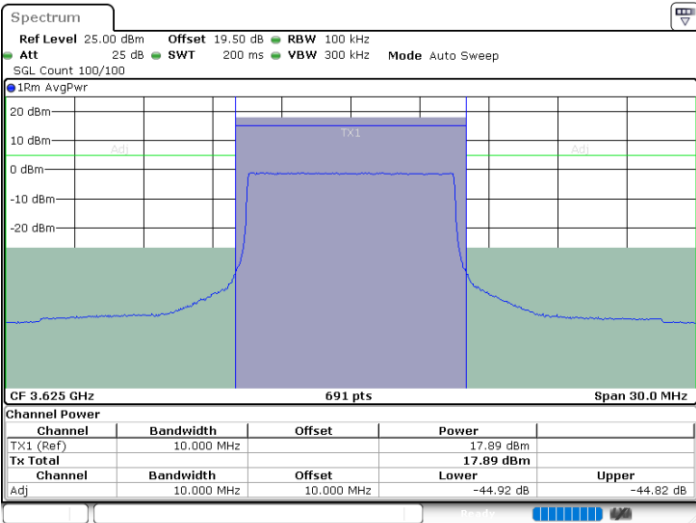 Spectrum
Ref Level 25.00 dBm Offset 19.50 dB RBW 100 kHz
Att 25 dB SWT 200 ms VBW 300 kHz Mode Auto Sweep
SGL Count 100/100
1Rm AvgPwr
20 dBm
TX1
10 dBm
Adj Adj
0 dBm
-10 dBm
-20 dBm
CF 3.625 GHz 691 pts Span 30.0 MHz
Channel Power
Channel Bandwidth Offset Power
TX1 (Ref) 10.000 MHz 17.89 dBm
Tx Total 17.89 dBm
Channel Bandwidth Offset Lower Upper
Adj 10.000 MHz 10.000 MHz -44.92 dB -44.82 dB
Ready